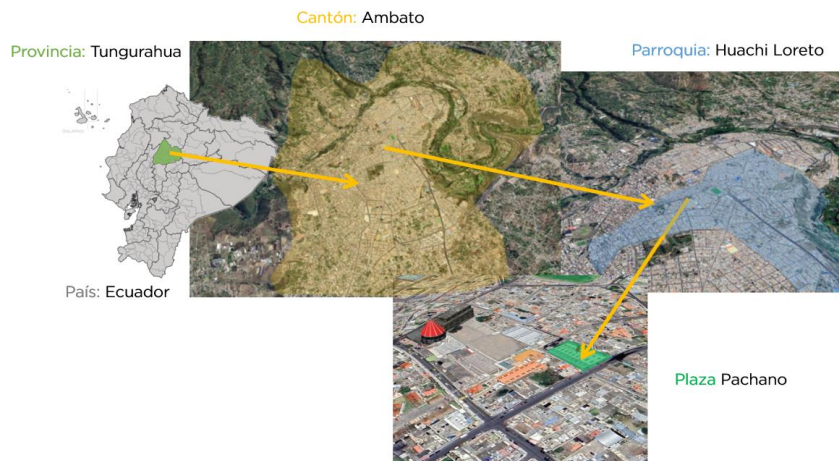 Cantón: Ambato
Provincia: Tungurahua
Parroquia: Huachi Loreto
País: Ecuador
Plaza Pachano